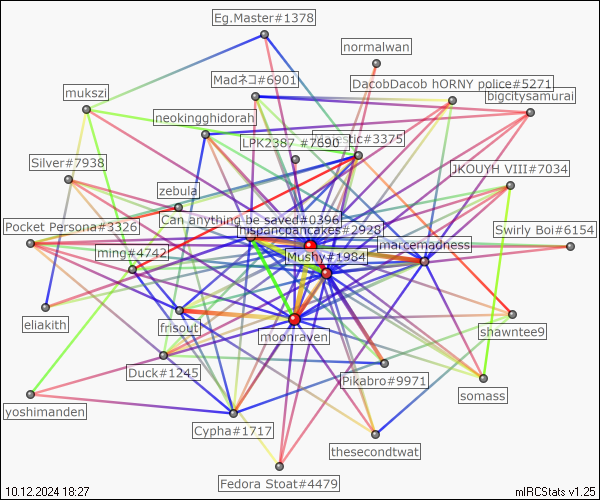 Eg.Master#1378
normalwan
Madネコ#6901
DacobDacob hORNY police#5271
mukszi
bigcitysamurai
neokingghidorah
LPK2387 #7690
#3375
Silver#7938
JKOUYH VIII#7034
zebula
Can anything be saved#0396
Pocket Persona#3326
hispanicpancakes#2928
Swirly Boi#6154
marcemadness
ming#4742
Mushy#1984
eliakith
frisout
shawntee9
moonraven
Duck#1245
Pikabro#9971
somass
yoshimanden
Cypha#1717
thesecondtwat
Fedora Stoat#4479
10.12.2024 18:27
mIRCStats v1.25